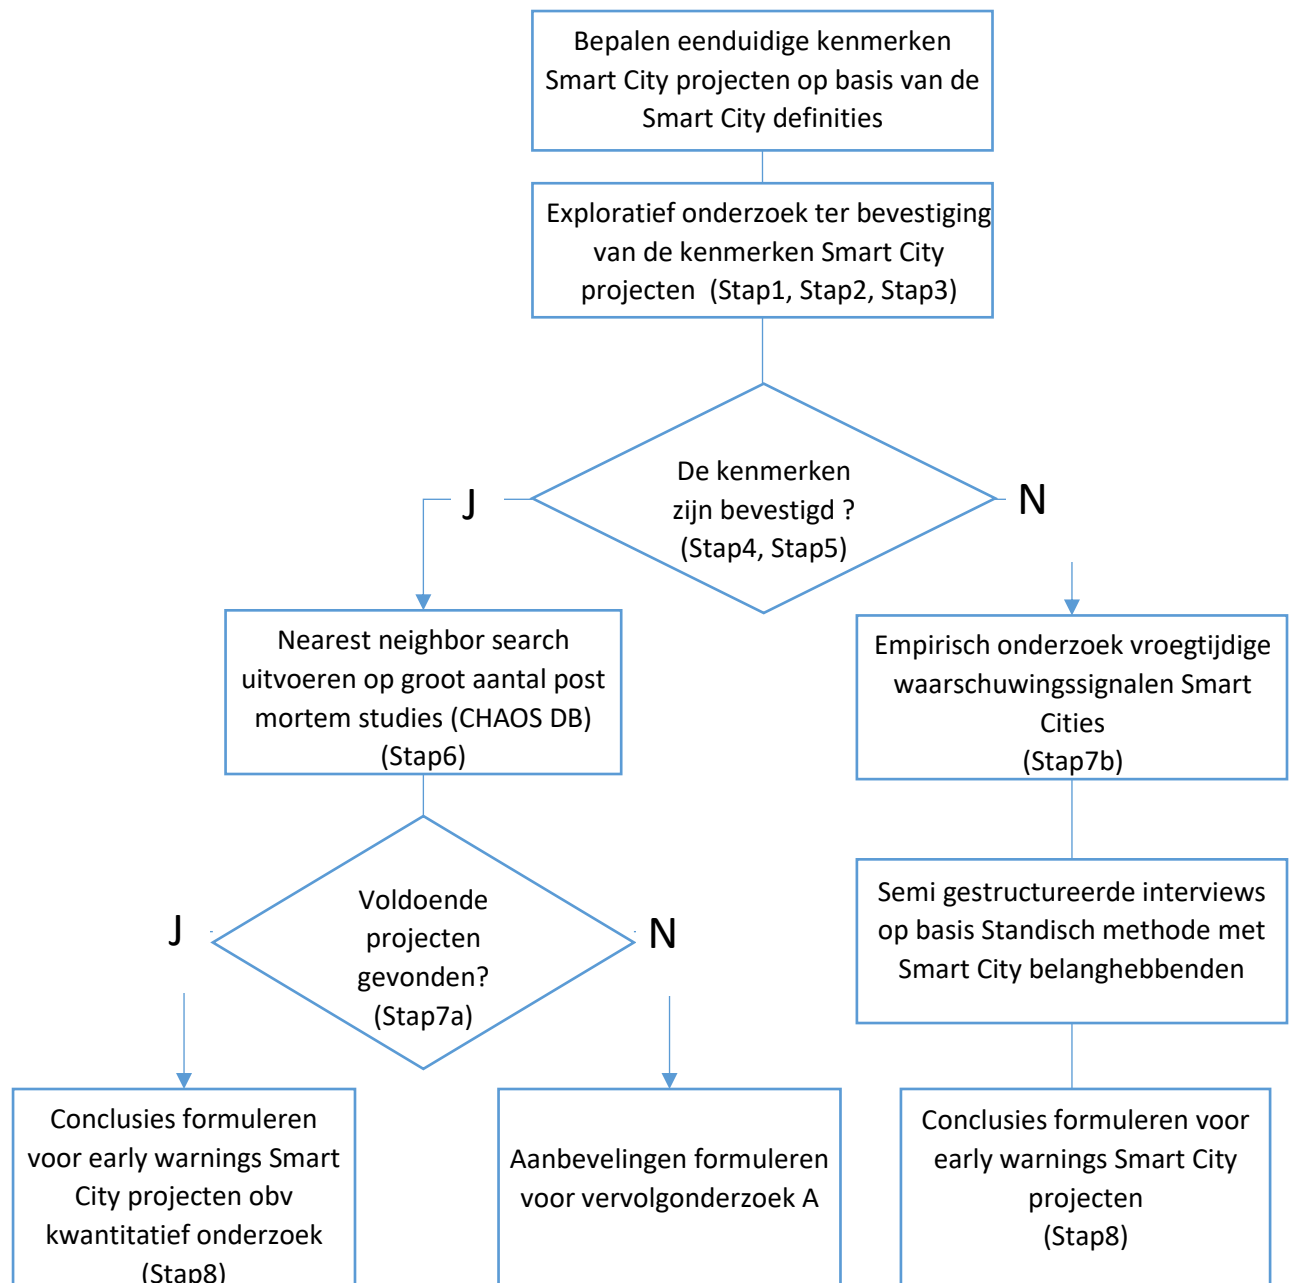 Bepalen eenduidige kenmerken
Smart City projecten op basis van de
Smart City definities
Exploratief onderzoek ter bevestiging
van de kenmerken Smart City
projecten (Stap1, Stap2, Stap3)
De kenmerken
zijn bevestigd ?
(Stap4, Stap5)
J
N
Nearest neighbor search
uitvoeren op groot aantal post
mortem studies (CHAOS DB)
(Stap6)
Empirisch onderzoek vroegtijdige
waarschuwingssignalen Smart
Cities
(Stap7b)
Voldoende
projecten
gevonden?
(Stap7a)
J
N
Semi gestructureerde interviews
op basis Standisch methode met
Smart City belanghebbenden
Conclusies formuleren
voor early warnings Smart
City projecten obv
kwantitatief onderzoek
(Stap8)
Aanbevelingen formuleren
voor vervolgonderzoek A
Conclusies formuleren voor
early warnings Smart City
projecten
(Stap8)